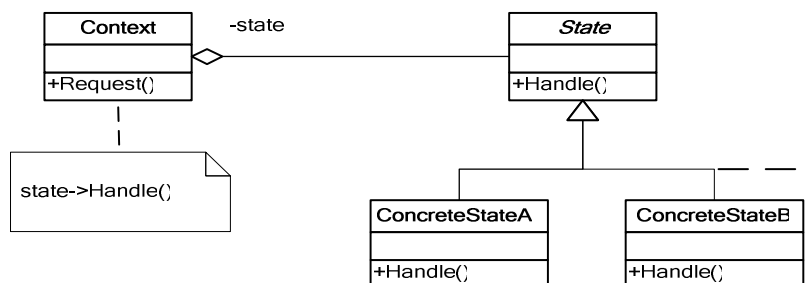 Context
-state
State
+Request()
+Handle()
state->Handle()
ConcreteStateA
ConcreteStateB
+Handle()
+Handle()